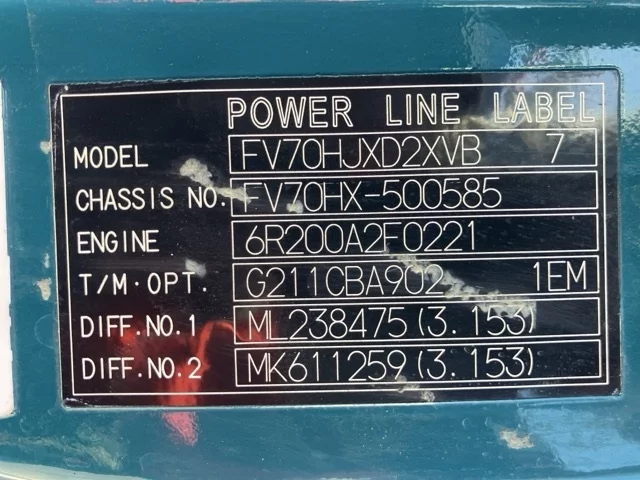 POWER LINE LABEL
MODEL FV70HJXD2XVB 7
CHASSIS NO. FV70HX-500585
ENGINE 6R200A2F0221
T/M·OPT. G211CBA902 1EM
DIFF.NO.1 ML238475(3.153)
DIFF.NO.2 MK611259(3.153)